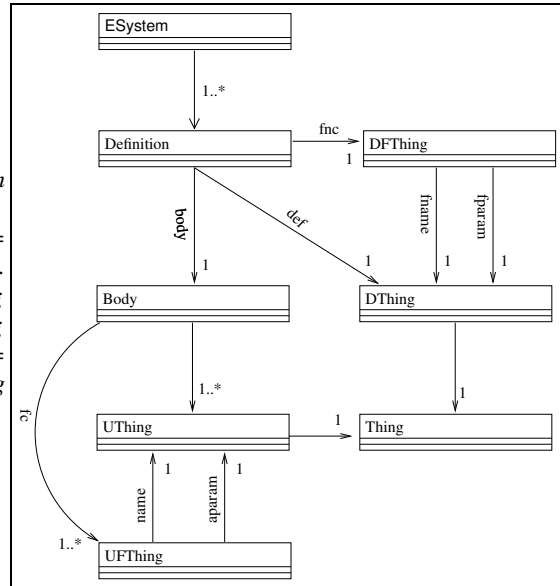 ESystem
1..*
Definition
fnc
1
DFThing
body
def
fname
fparam
1
1
1
1
Body
DThing
fc
1..*
1
UThing
1
Thing
1
1
name
aparam
1..*
UFThing